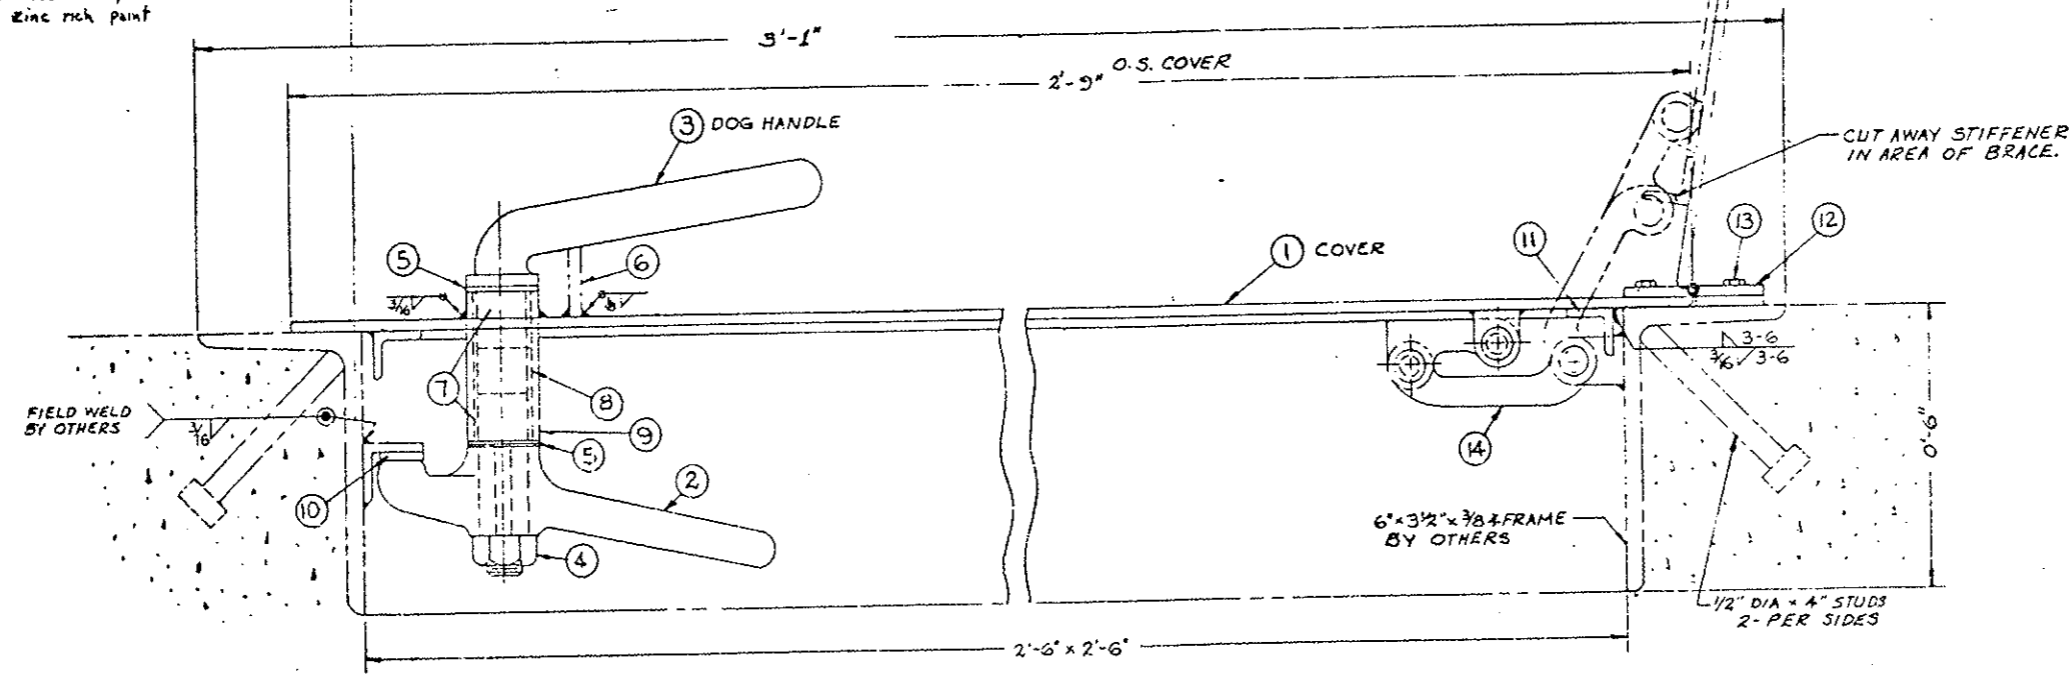 zinc rich paint
3'-1"
O.S. COVER
2'-9"
3 DOG HANDLE
CUT AWAY STIFFENER
IN AREA OF BRACE.
5
6
1 COVER
11
13
12
3/16
3-6
3/16 3-6
7
8
9
5
FIELD WELD
BY OTHERS
3/16
10
2
4
14
0'-6"
6" x 3½" x 3/8 ∠ FRAME
BY OTHERS
1/2" DIA x 4" STUDS
2- PER SIDES
2'-6" x 2'-6"